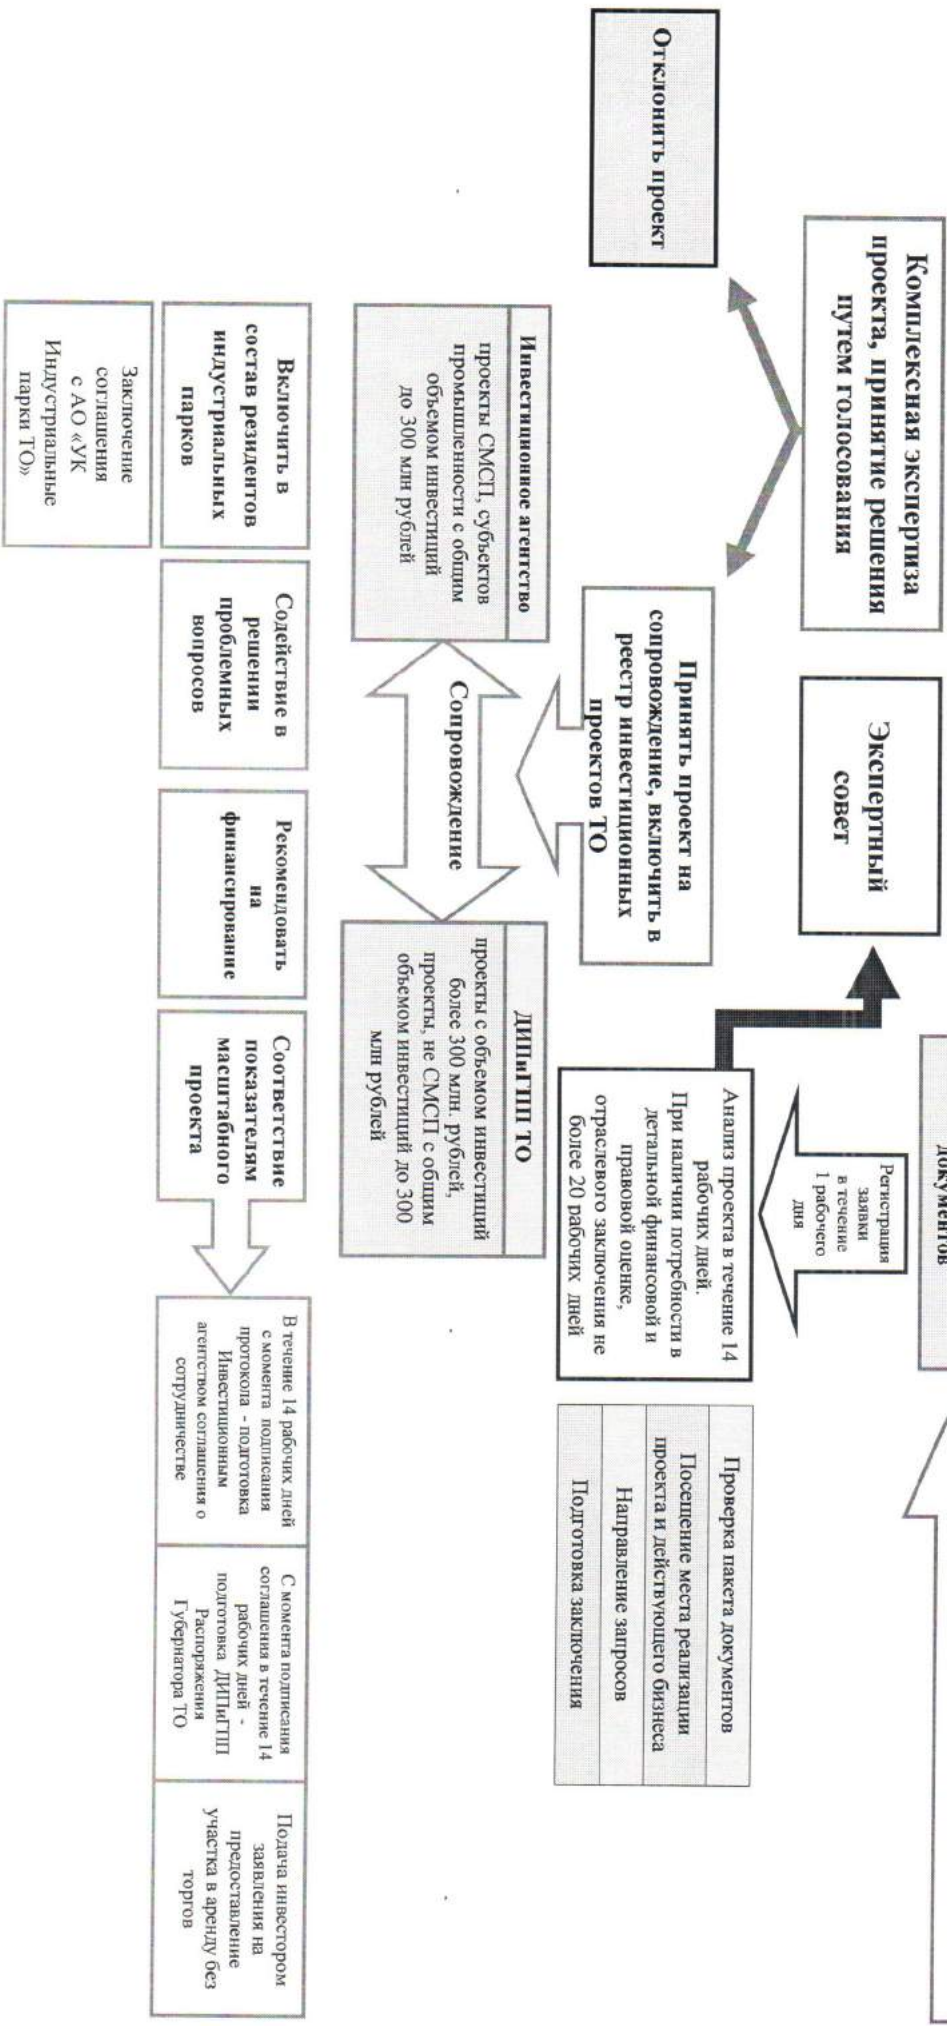 документов
Регистрация
заявки
в течение
1 рабочего
дня
Комплексная экспертиза
проекта, принятие решения
путем голосования
Экспертный
совет
Анализ проекта в течение 14
рабочих дней.
При наличии потребности в
детальной финансовой и
правовой оценке,
отраслевого заключения не
более 20 рабочих дней
Проверка пакета документов
Посещение места реализации
проекта и действующего бизнеса
Направление запросов
Подготовка заключения
Отклонить проект
Принять проект на
сопровождение, включить в
реестр инвестиционных
проектов ТО
Инвестиционное агентство
проекты СМСП, субъектов
промышленности с общим
объемом инвестиций
до 300 млн рублей
Сопровождение
ДИПиГПП ТО
проекты с объемом инвестиций
более 300 млн. рублей,
проекты, не СМСП с общим
объемом инвестиций до 300
млн рублей
Включить в
состав резидентов
индустриальных
парков
Содействие в
решении
проблемных
вопросов
Рекомендовать
на
финансирование
Соответствие
показателям
масштабного
проекта
В течение 14 рабочих дней
с момента подписания
протокола - подготовка
Инвестиционным
агентством соглашения о
сотрудничестве
С момента подписания
соглашения в течение 14
рабочих дней -
подготовка ДИПиГПП
Распоряжения
Губернатора ТО
Подача инвестором
заявления на
предоставление
участка в аренду без
торгов
Заключение
соглашения
с АО «УК
Индустриальные
парки ТО»